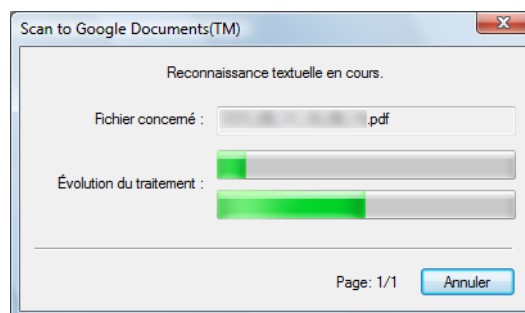 Scan to Google Documents(TM)
Reconnaissance textuelle en cours.
Fichier concerné : .pdf
Évolution du traitement :
Page: 1/1 Annuler